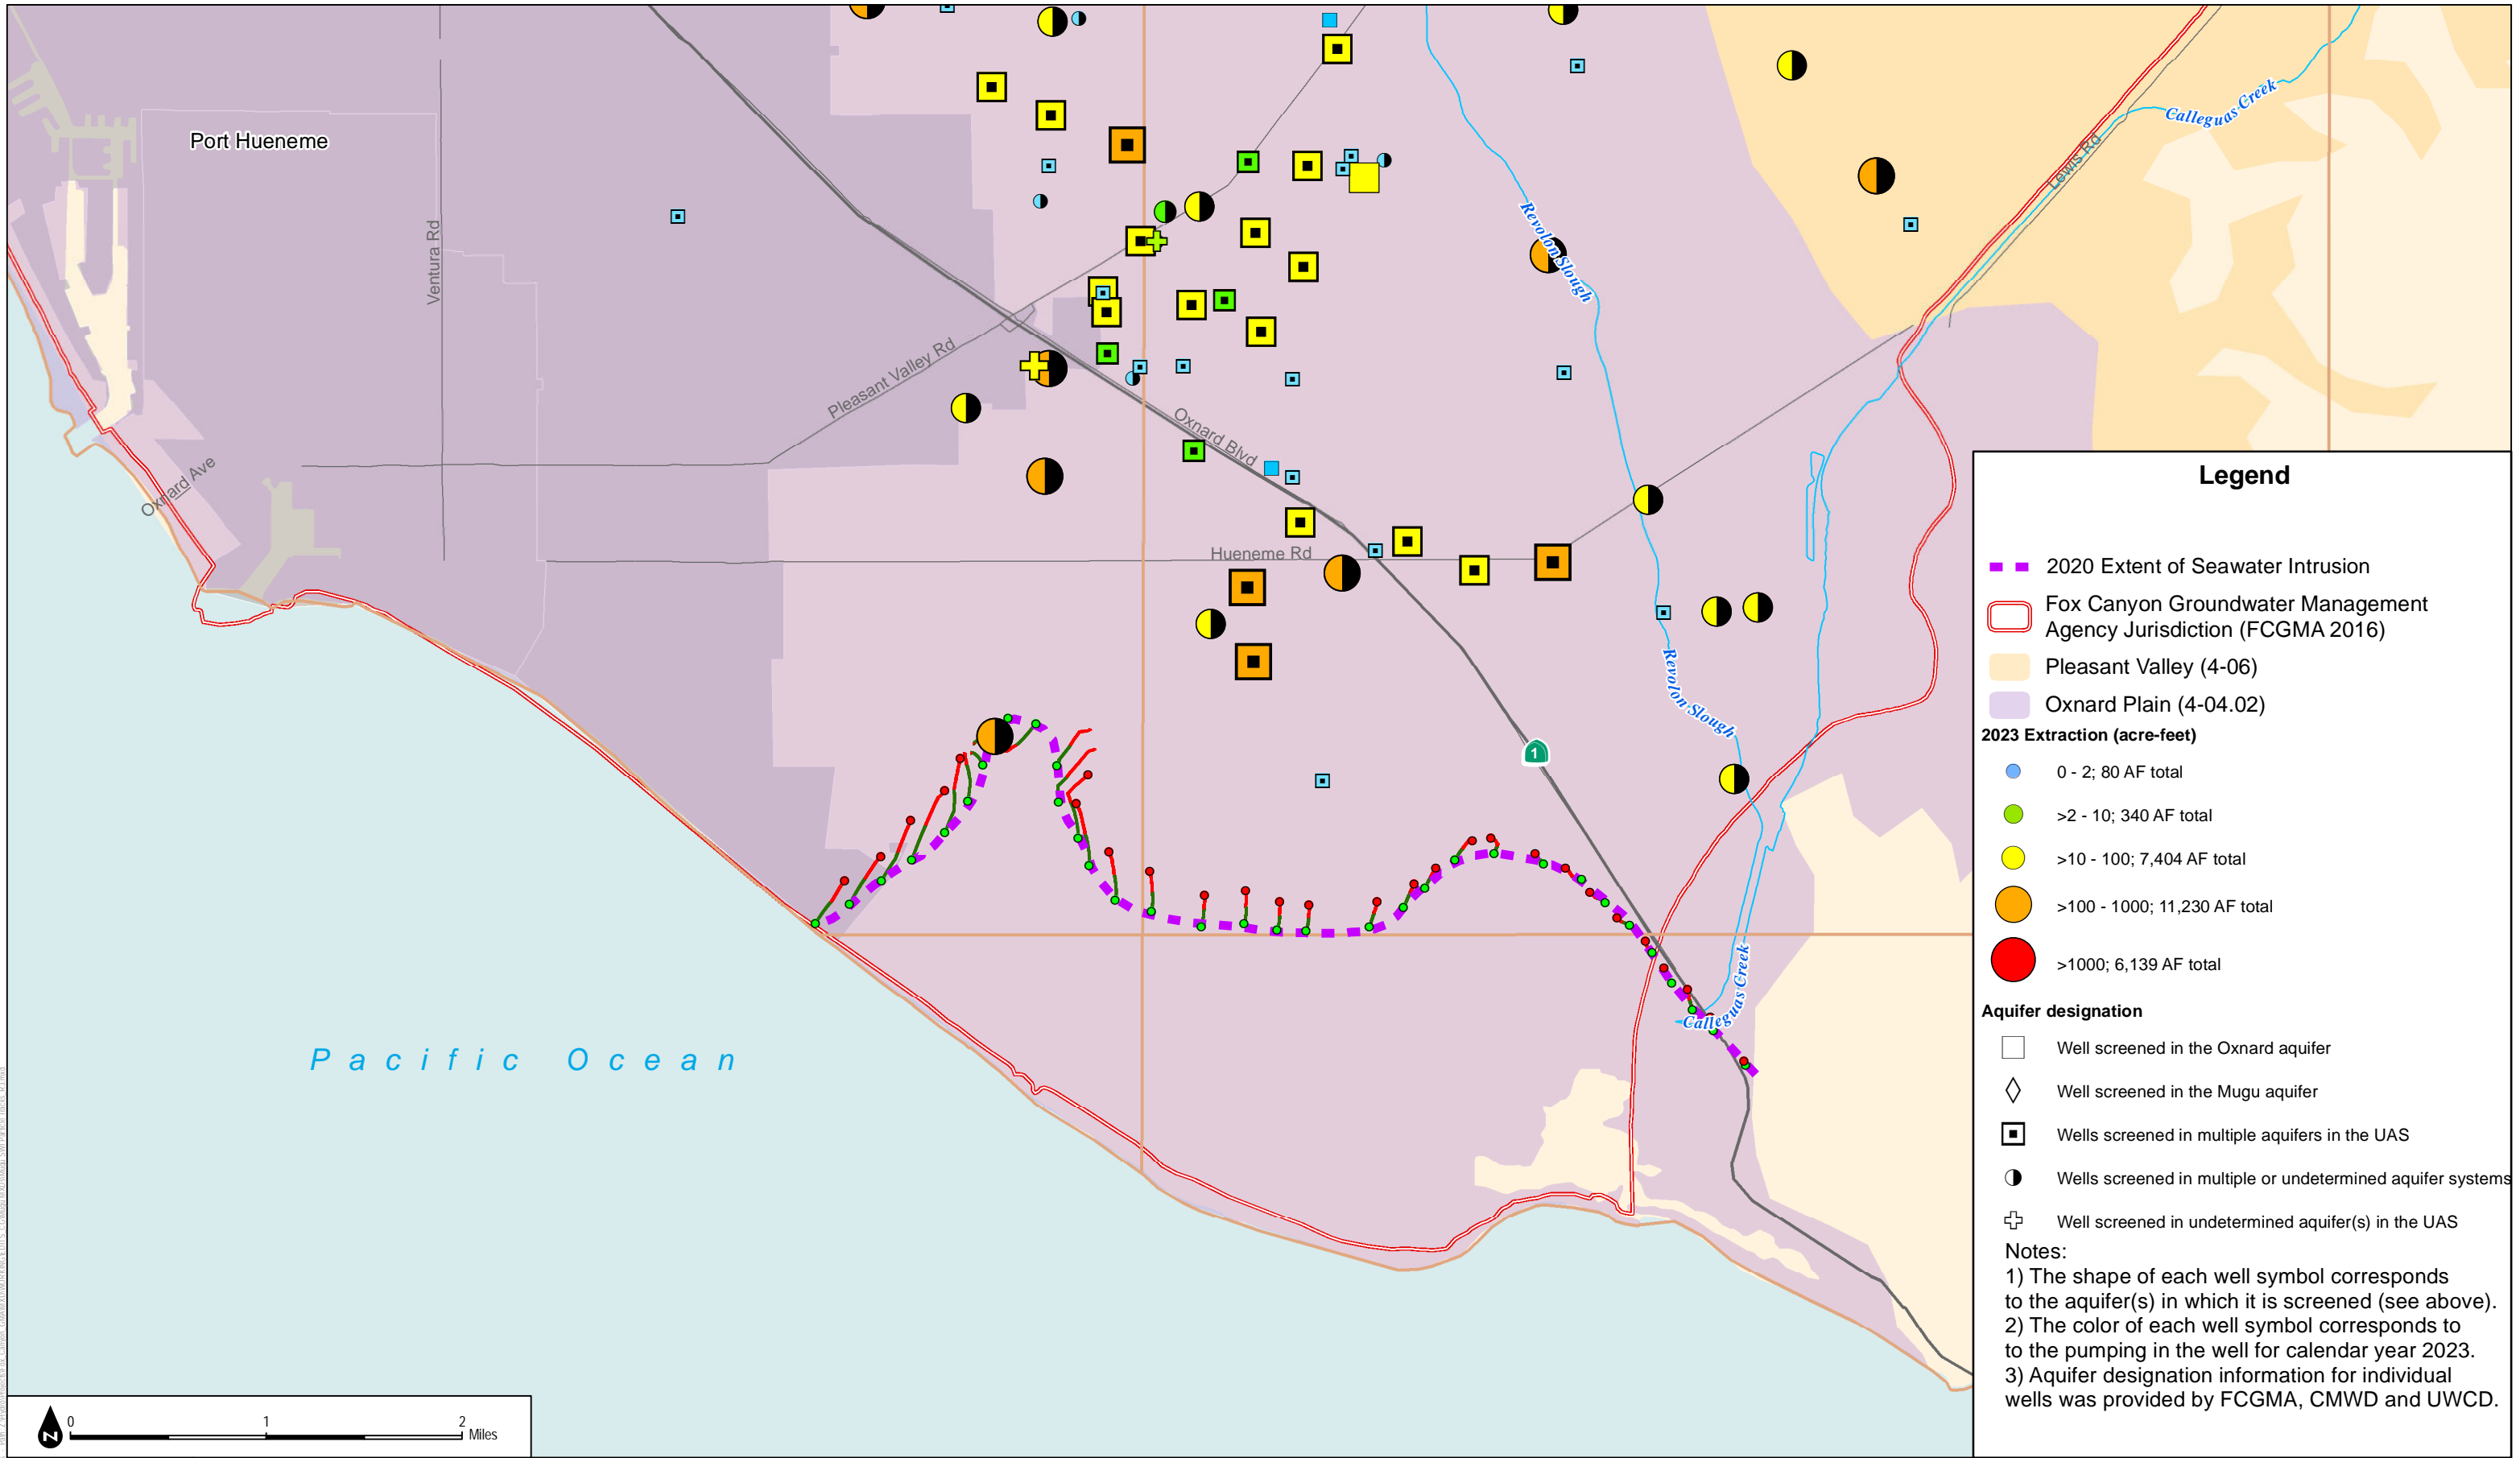 Port Hueneme
Ventura Rd
Oxnard Ave
Pleasant Valley Rd
Oxnard Blvd
Hueneme Rd
Revolon Slough
Revolon Slough
Calleguas Creek
Lewis Rd
1
Calleguas Creek
Pacific Ocean
N
0 1 2
Miles
Legend
2020 Extent of Seawater Intrusion
Fox Canyon Groundwater Management
Agency Jurisdiction (FCGMA 2016)
Pleasant Valley (4-06)
Oxnard Plain (4-04.02)
2023 Extraction (acre-feet)
0 - 2; 80 AF total
>2 - 10; 340 AF total
>10 - 100; 7,404 AF total
>100 - 1000; 11,230 AF total
>1000; 6,139 AF total
Aquifer designation
Well screened in the Oxnard aquifer
Well screened in the Mugu aquifer
Wells screened in multiple aquifers in the UAS
Wells screened in multiple or undetermined aquifer systems
Well screened in undetermined aquifer(s) in the UAS
Notes:
1) The shape of each well symbol corresponds
to the aquifer(s) in which it is screened (see above).
2) The color of each well symbol corresponds to
to the pumping in the well for calendar year 2023.
3) Aquifer designation information for individual
wells was provided by FCGMA, CMWD and UWCD.